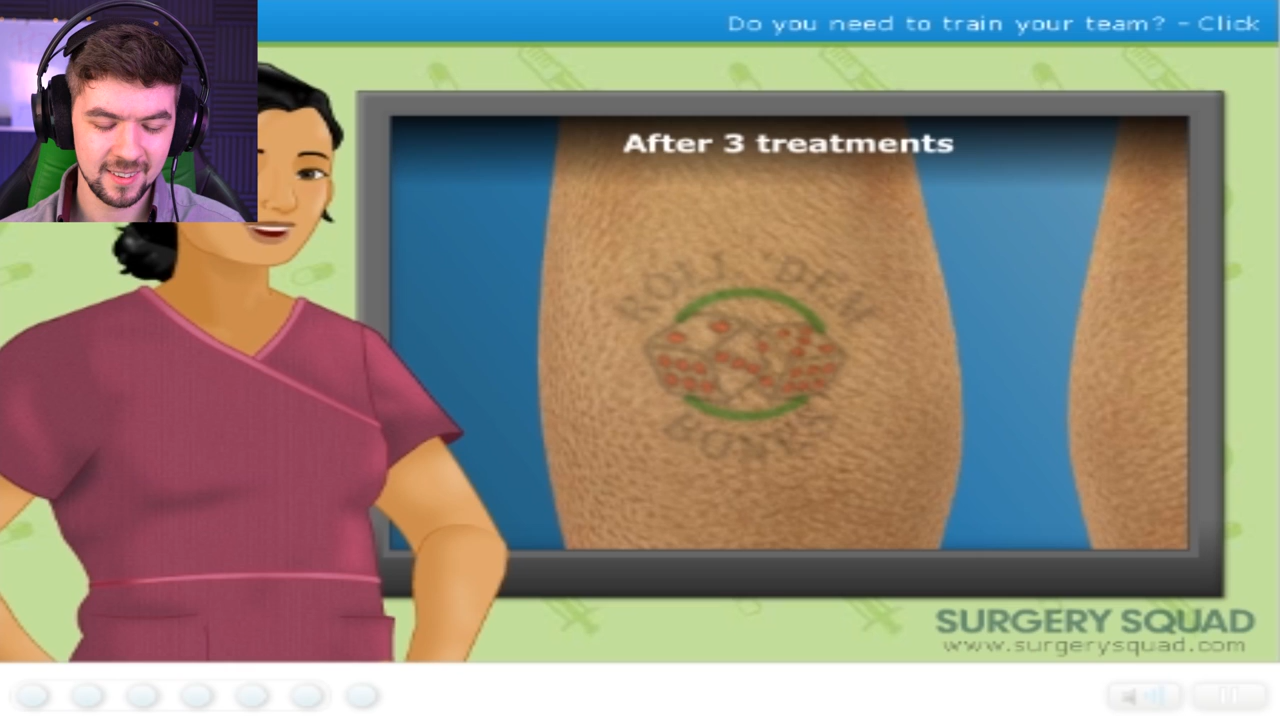 Do you need to train your team? - Click
After 3 treatments
ROLL 'DEM
BONES
SURGERY SQUAD
www.surgerysquad.com